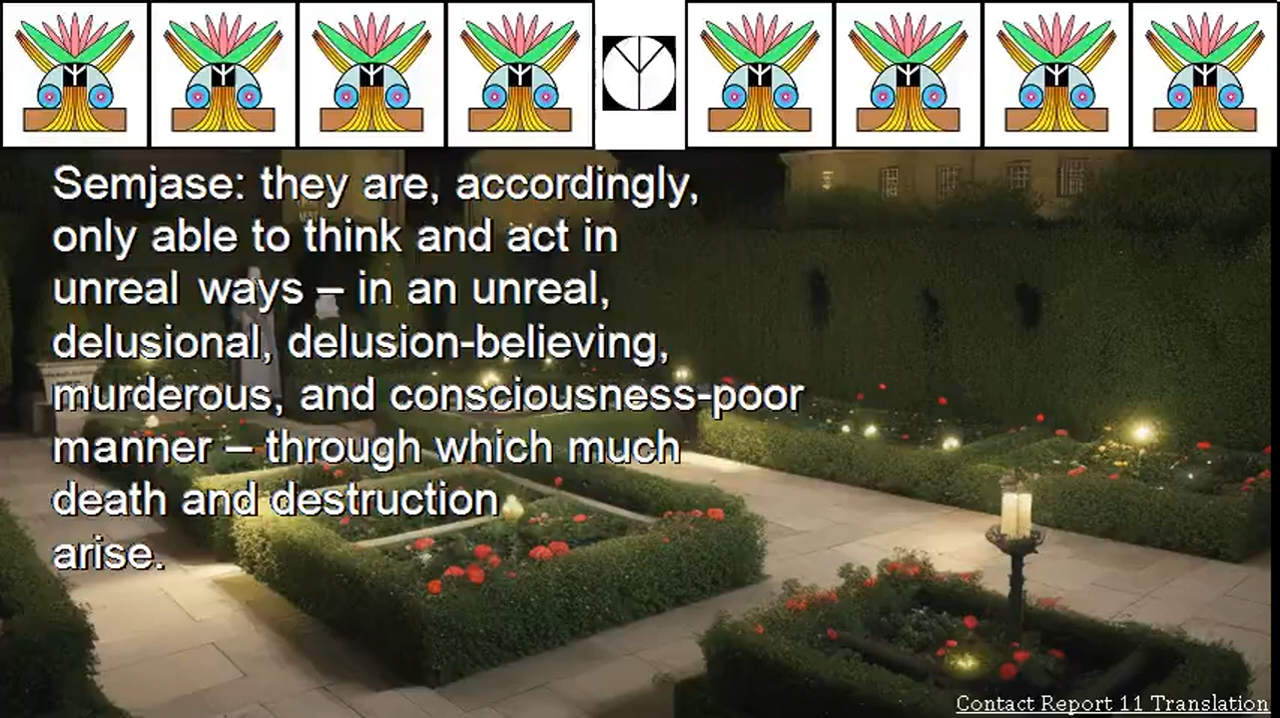 Semjase: they are, accordingly,
only able to think and act in
unreal ways – in an unreal,
delusional, delusion-believing,
murderous, and consciousness-poor
manner – through which much
death and destruction
arise.
Contact Report 11 Translation